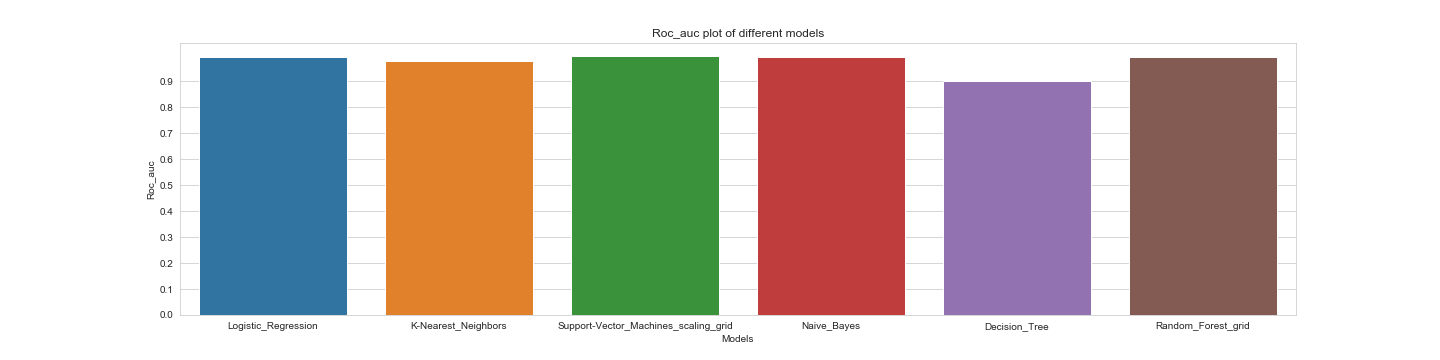 Roc_auc plot of different models
Roc_auc
0.9
0.8
0.7
0.6
0.5
0.4
0.3
0.2
0.1
0.0
Logistic_Regression
K-Nearest_Neighbors
Support-Vector_Machines_scaling_grid
Naive_Bayes
Decision_Tree
Random_Forest_grid
Models